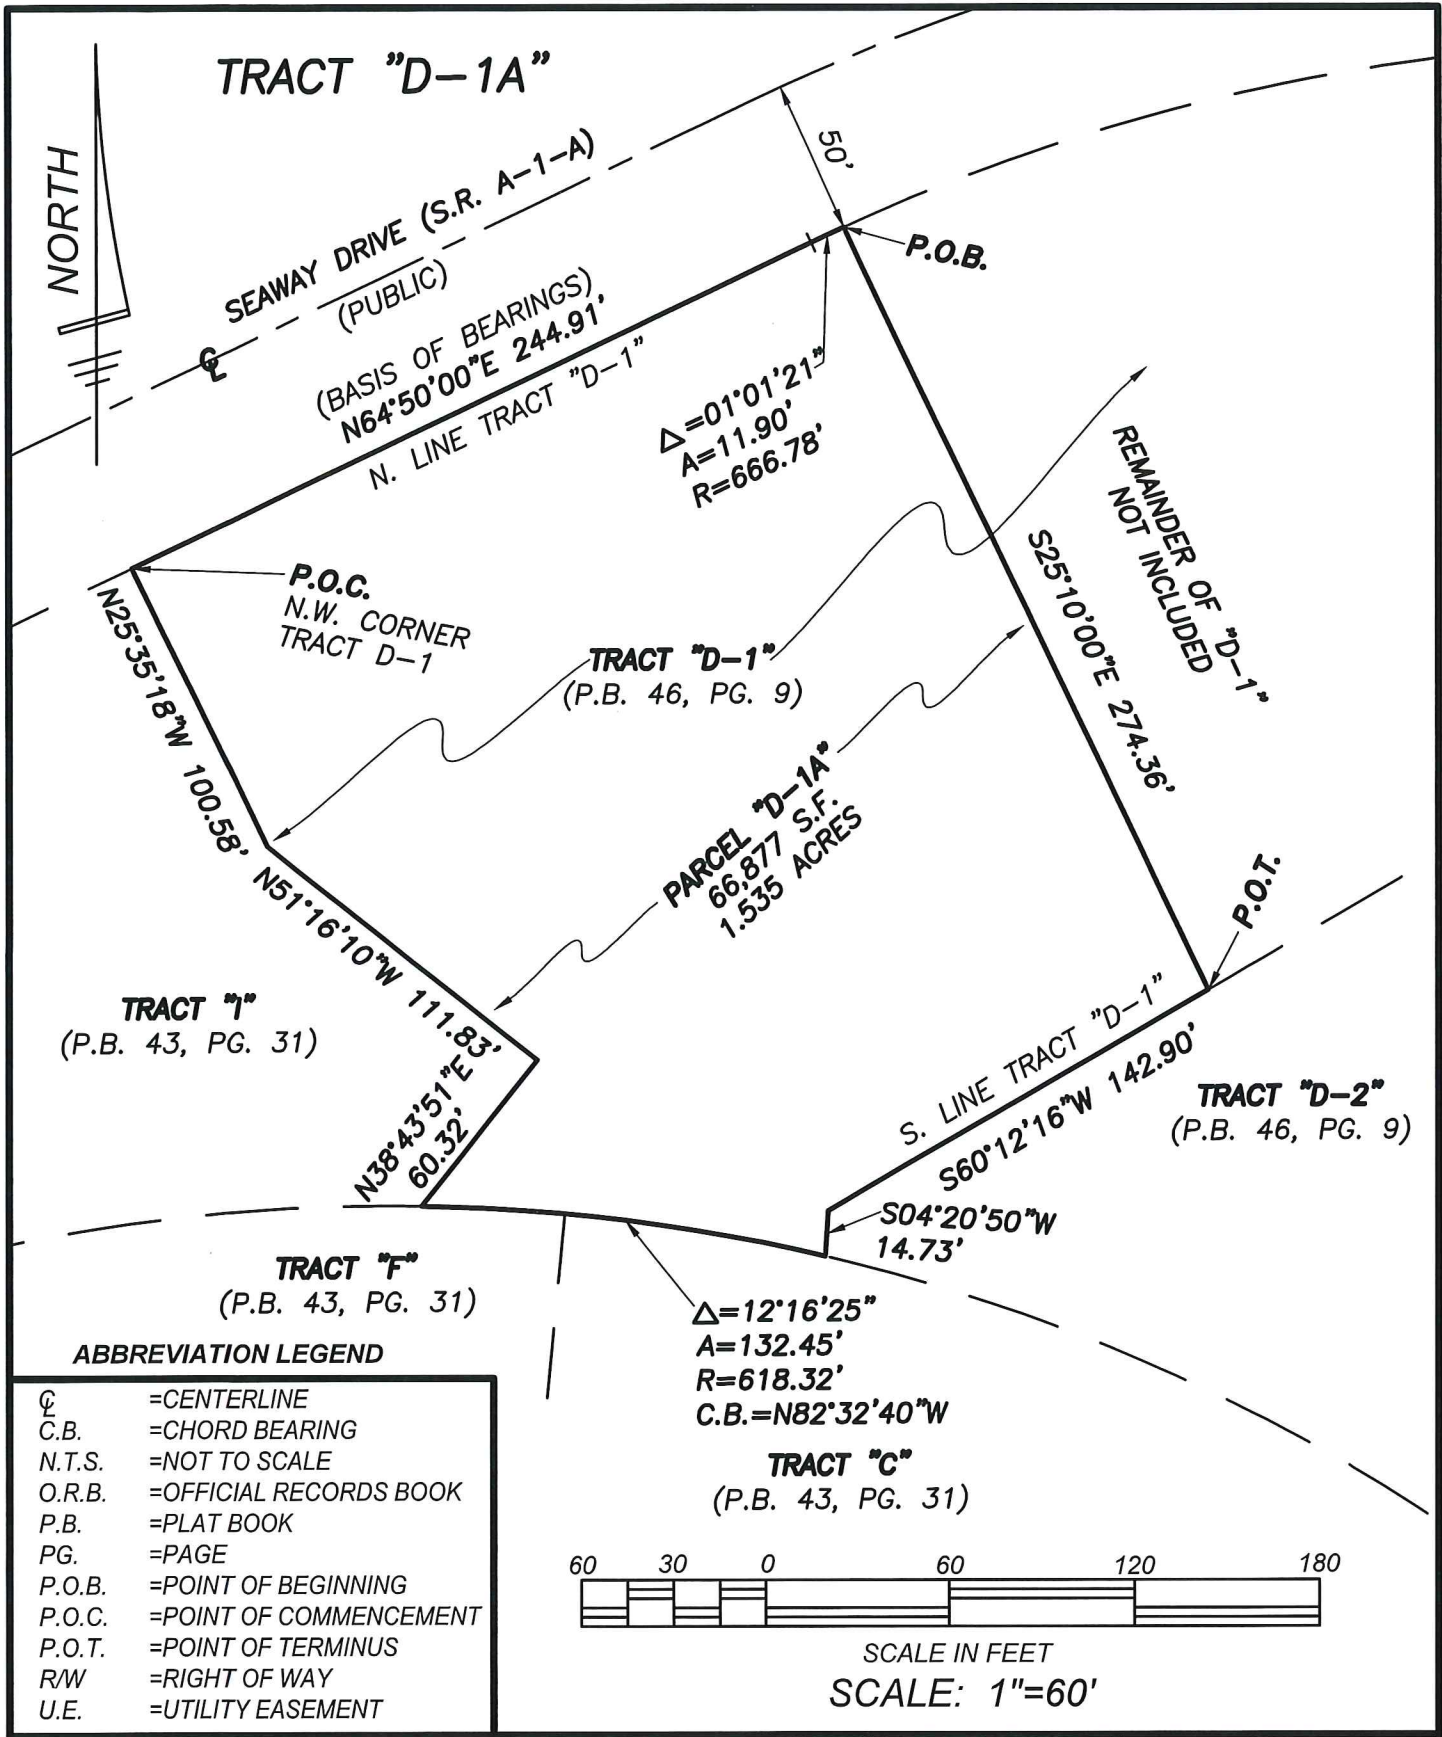 TRACT "D-1A"
NORTH
SEAWAY DRIVE (S.R. A-1-A)
(PUBLIC)
℄
50'
P.O.B.
(BASIS OF BEARINGS)
N64°50'00"E 244.91'
N. LINE TRACT "D-1"
Δ=01°01'21"
A=11.90'
R=666.78'
REMAINDER OF "D-1"
NOT INCLUDED
P.O.C.
N.W. CORNER
TRACT D-1
N25°35'18"W 100.58'
TRACT "D-1"
(P.B. 46, PG. 9)
S25°10'00"E 274.36'
PARCEL "D-1A"
66,877 S.F.
1.535 ACRES
P.O.T.
N51°16'10"W 111.83'
TRACT "I"
(P.B. 43, PG. 31)
N38°43'51"E
60.32'
S. LINE TRACT "D-1"
S60°12'16"W 142.90'
TRACT "D-2"
(P.B. 46, PG. 9)
S04°20'50"W
14.73'
TRACT "F"
(P.B. 43, PG. 31)
Δ=12°16'25"
A=132.45'
R=618.32'
C.B.=N82°32'40"W
TRACT "C"
(P.B. 43, PG. 31)
ABBREVIATION LEGEND
℄ =CENTERLINE
C.B. =CHORD BEARING
N.T.S. =NOT TO SCALE
O.R.B. =OFFICIAL RECORDS BOOK
P.B. =PLAT BOOK
PG. =PAGE
P.O.B. =POINT OF BEGINNING
P.O.C. =POINT OF COMMENCEMENT
P.O.T. =POINT OF TERMINUS
R/W =RIGHT OF WAY
U.E. =UTILITY EASEMENT
60 30 0 60 120 180
SCALE IN FEET
SCALE: 1"=60'